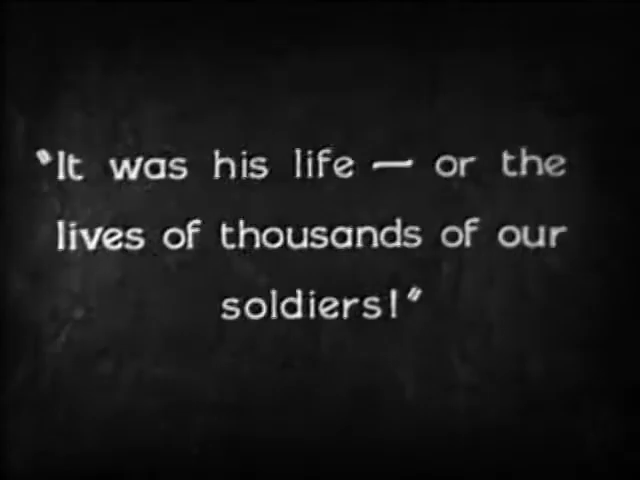 "It was his life — or the
lives of thousands of our
soldiers!"